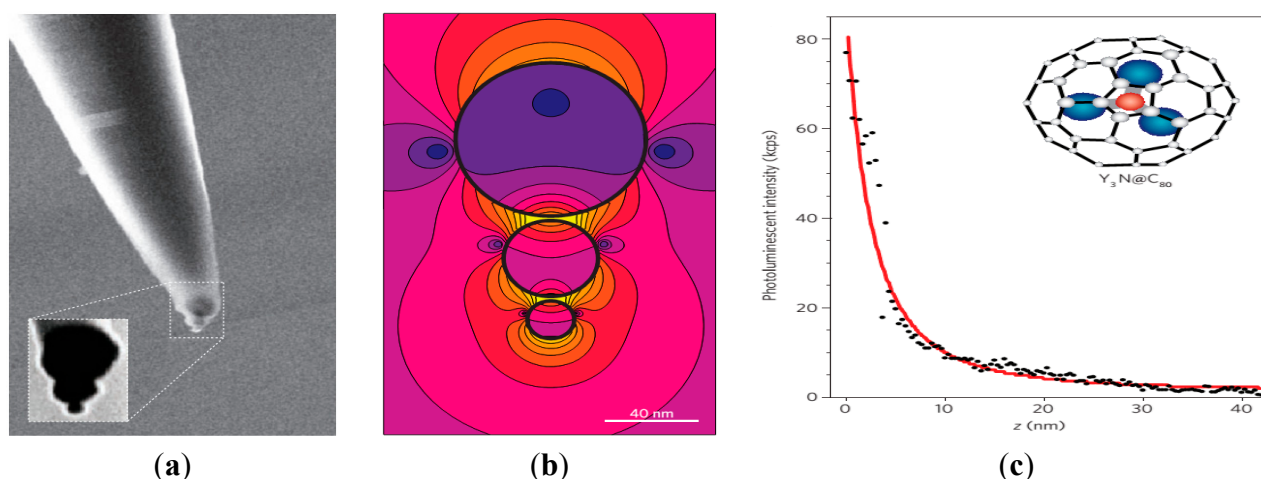 40 nm
(a)
(b)
Photoluminescent intensity (kcps)
80
60
40
20
0
0
10
20
30
40
z (nm)
Y₃N@C₈₀
(c)